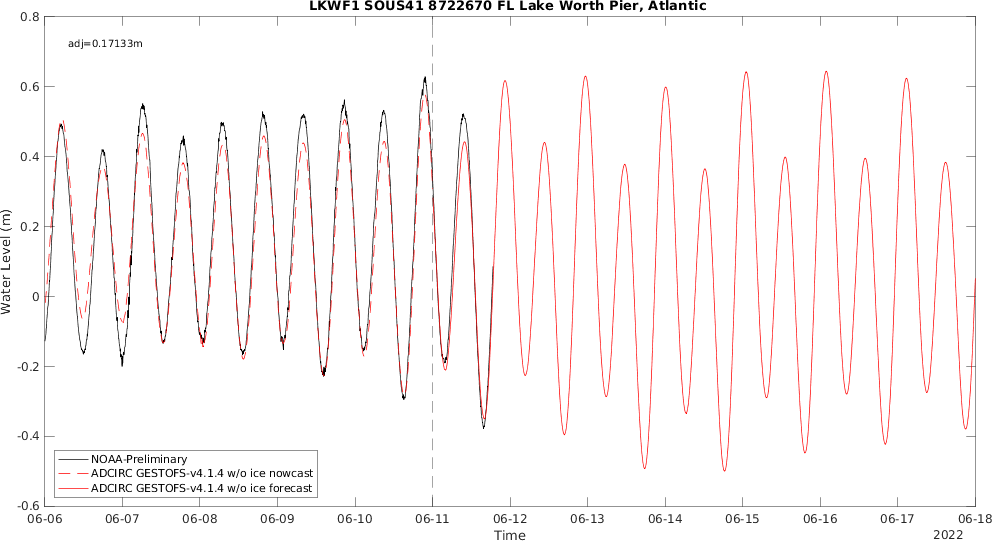 LKWF1 SOUS41 8722670 FL Lake Worth Pier, Atlantic
adj=0.17133m
0.8
0.6
0.4
0.2
0
-0.2
-0.4
-0.6
Water Level (m)
NOAA-Preliminary
ADCIRC GESTOFS-v4.1.4 w/o ice nowcast
ADCIRC GESTOFS-v4.1.4 w/o ice forecast
06-06 06-07 06-08 06-09 06-10 06-11 06-12 06-13 06-14 06-15 06-16 06-17 06-18
Time
2022